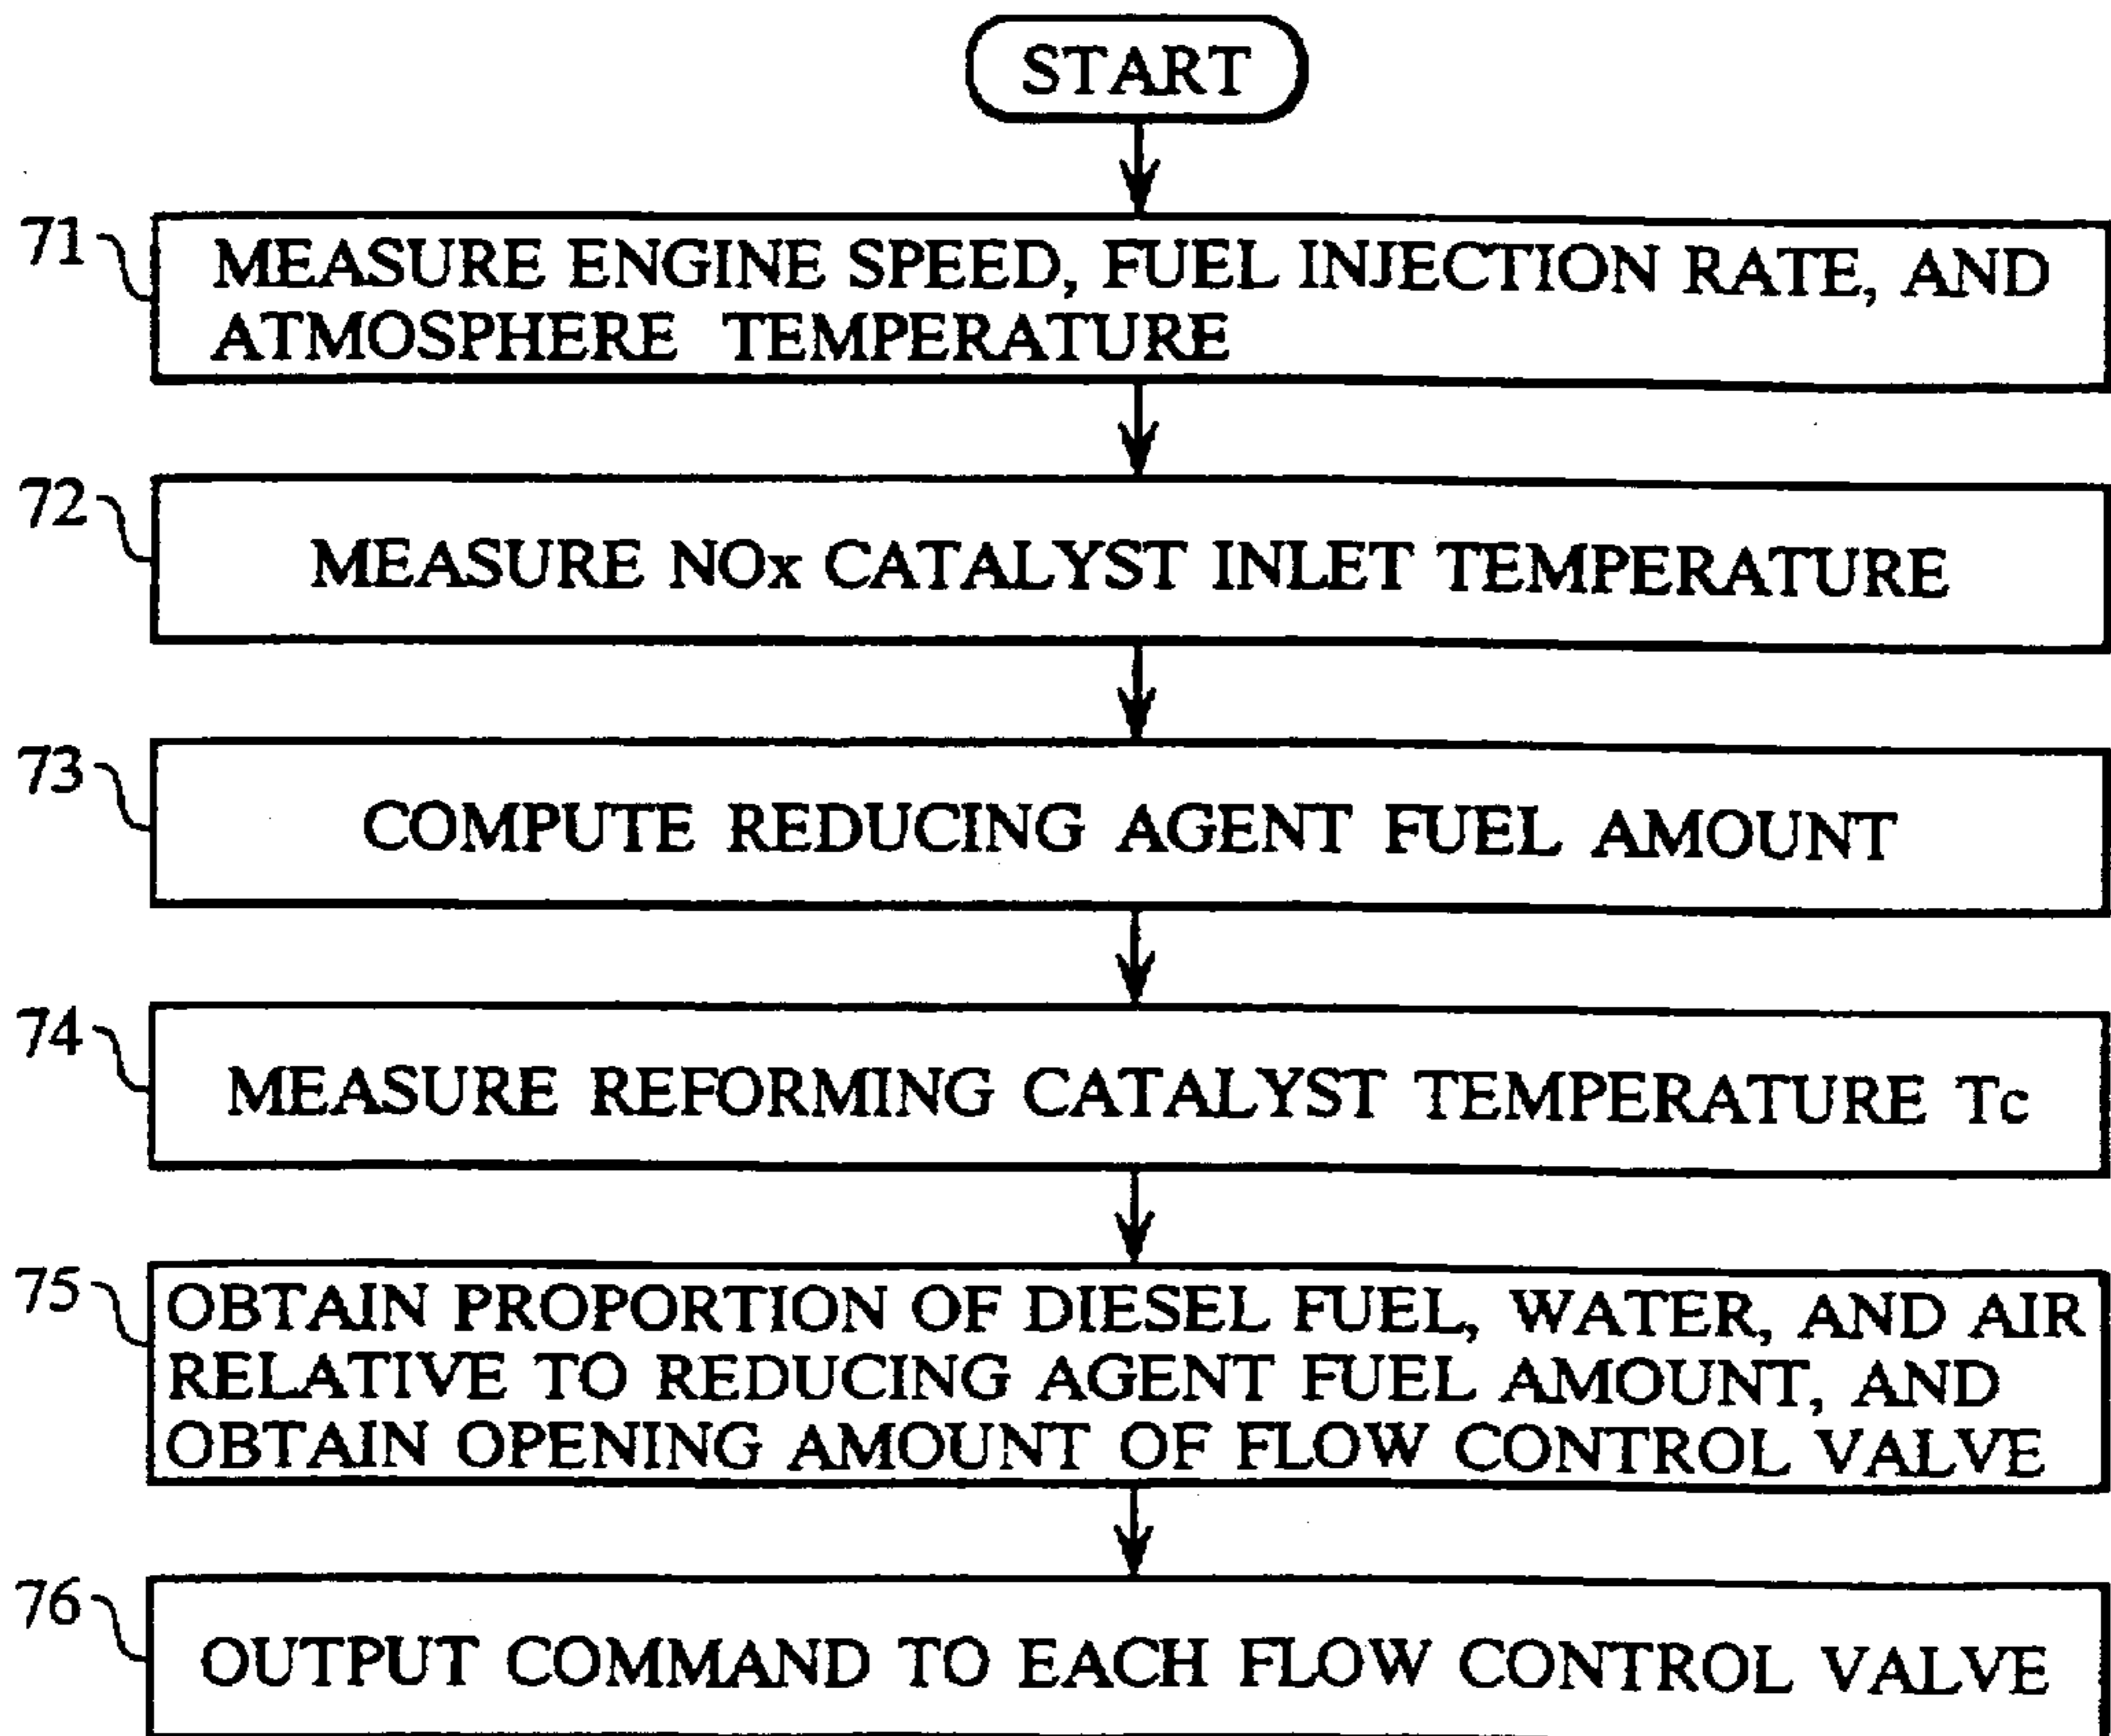 START
71
MEASURE ENGINE SPEED, FUEL INJECTION RATE, AND
ATMOSPHERE TEMPERATURE
72
MEASURE NOx CATALYST INLET TEMPERATURE
73
COMPUTE REDUCING AGENT FUEL AMOUNT
74
MEASURE REFORMING CATALYST TEMPERATURE Tc
75
OBTAIN PROPORTION OF DIESEL FUEL, WATER, AND AIR
RELATIVE TO REDUCING AGENT FUEL AMOUNT, AND
OBTAIN OPENING AMOUNT OF FLOW CONTROL VALVE
76
OUTPUT COMMAND TO EACH FLOW CONTROL VALVE